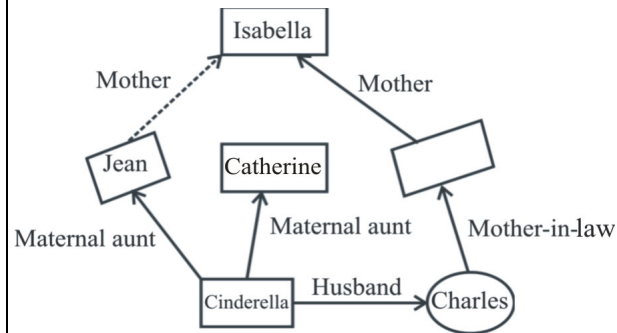 Isabella
Mother
Mother
Jean
Catherine
Maternal aunt
Maternal aunt
Mother-in-law
Cinderella
Husband
Charles